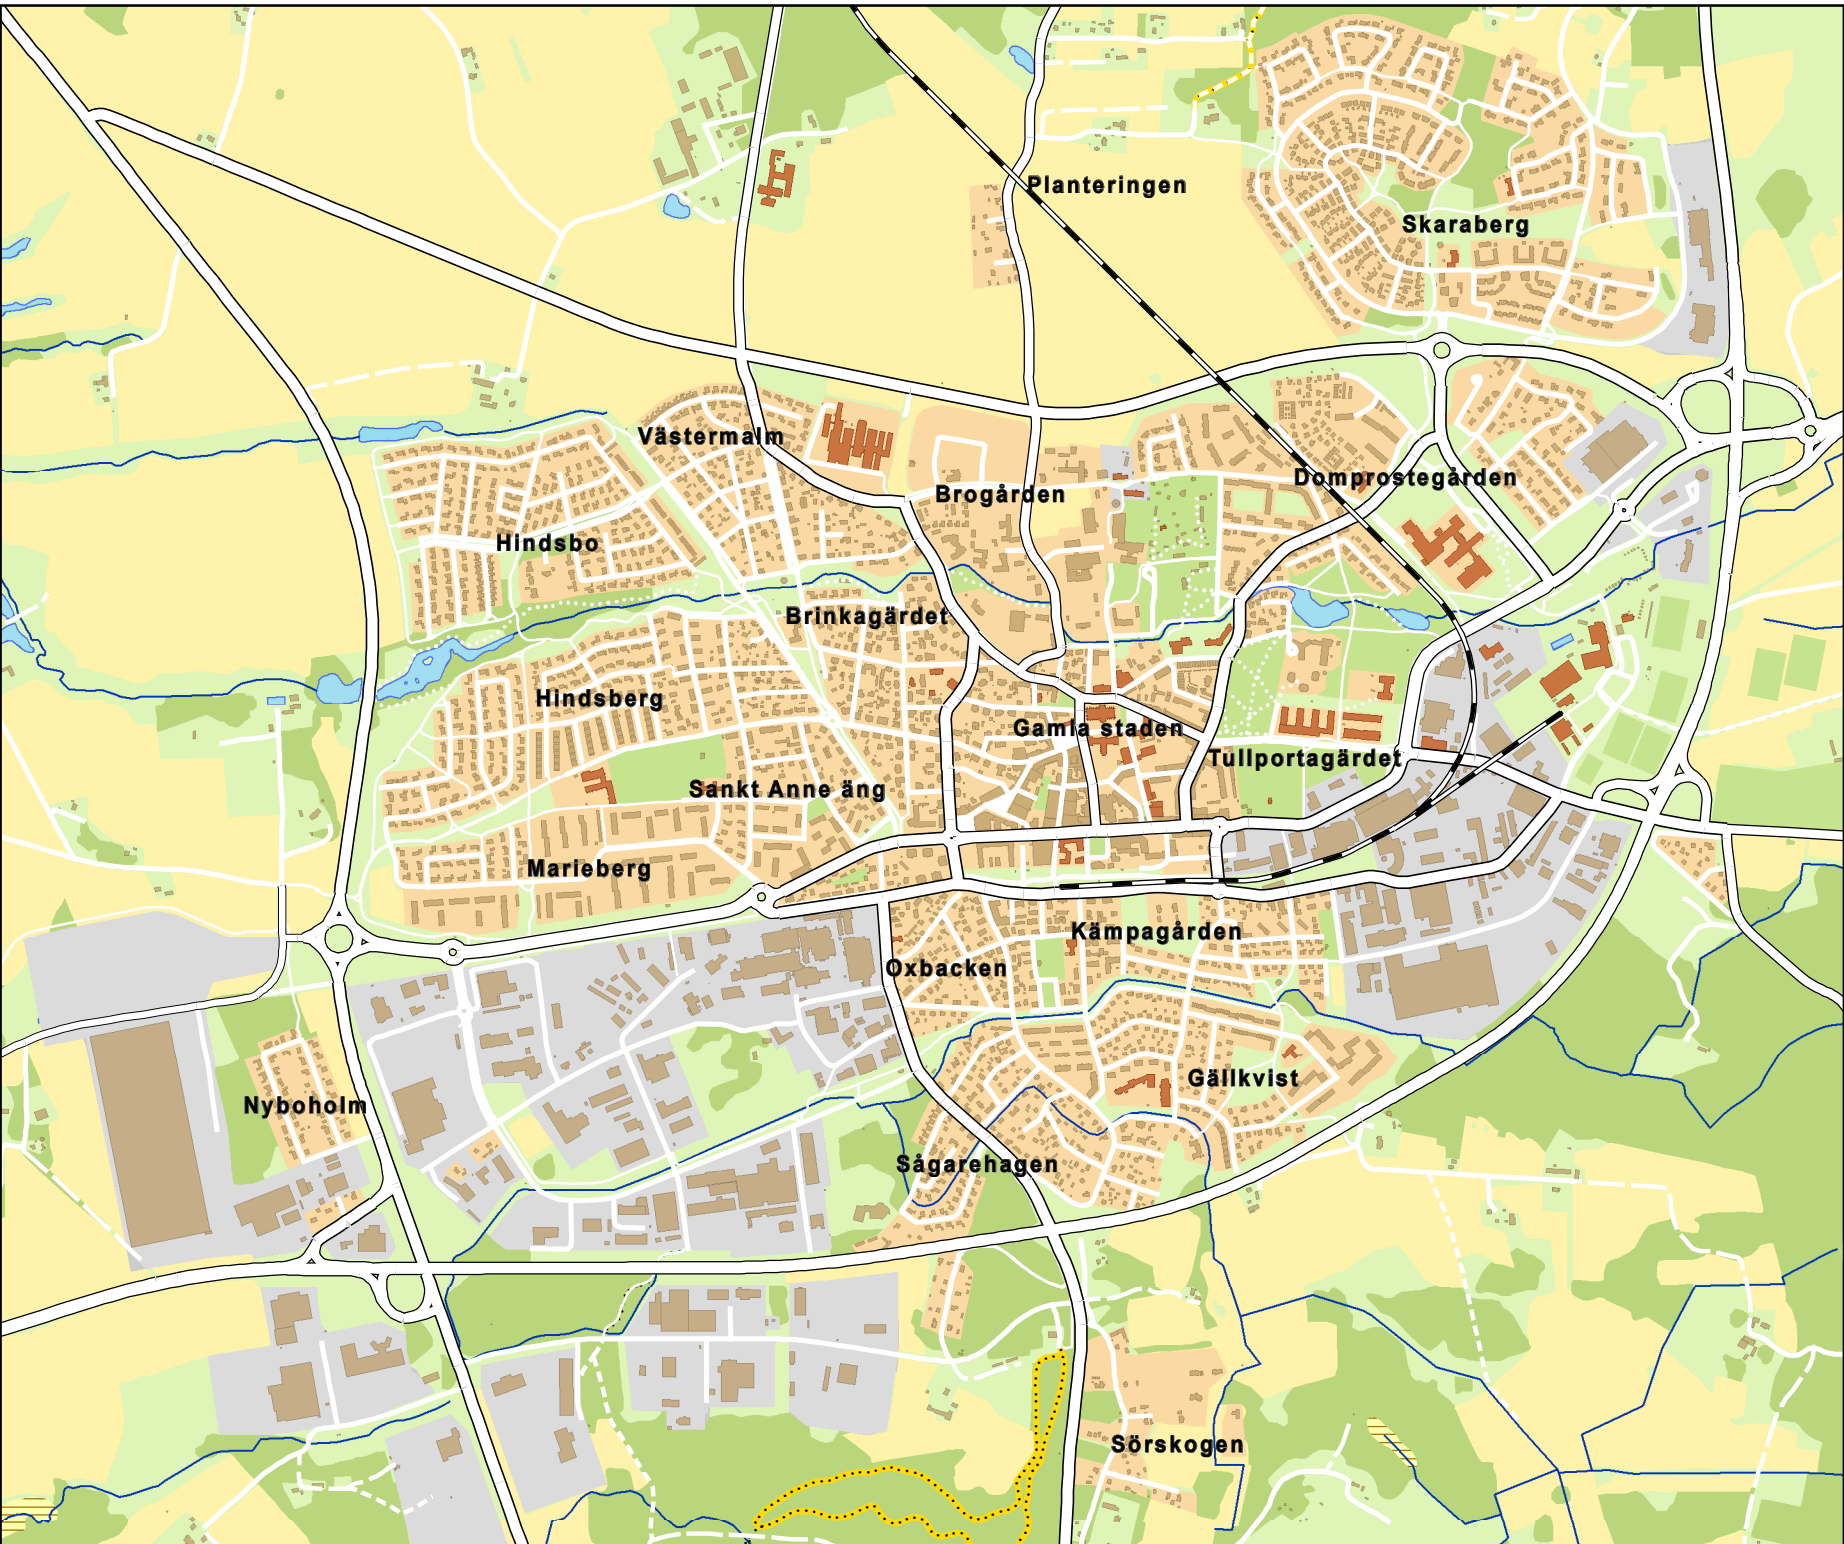 Planteringen
Skaraberg
Västermalm
Domprostegården
Brogården
Hindsbo
Brinkagärdet
Hindsberg
Gamla staden
Tullportagärdet
Sankt Anne äng
Marieberg
Kämpagården
Oxbacken
Gällkvist
Nyboholm
Sågarehagen
Sörskogen